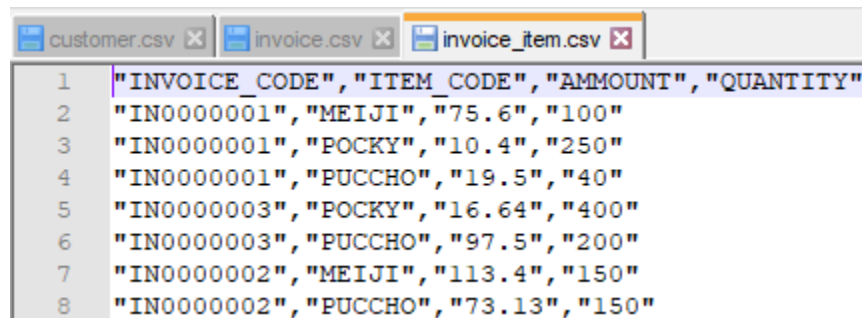 customer.csv invoice.csv invoice_item.csv
1 "INVOICE_CODE","ITEM_CODE","AMMOUNT","QUANTITY"
2 "IN0000001","MEIJI","75.6","100"
3 "IN0000001","POCKY","10.4","250"
4 "IN0000001","PUCCHO","19.5","40"
5 "IN0000003","POCKY","16.64","400"
6 "IN0000003","PUCCHO","97.5","200"
7 "IN0000002","MEIJI","113.4","150"
8 "IN0000002","PUCCHO","73.13","150"